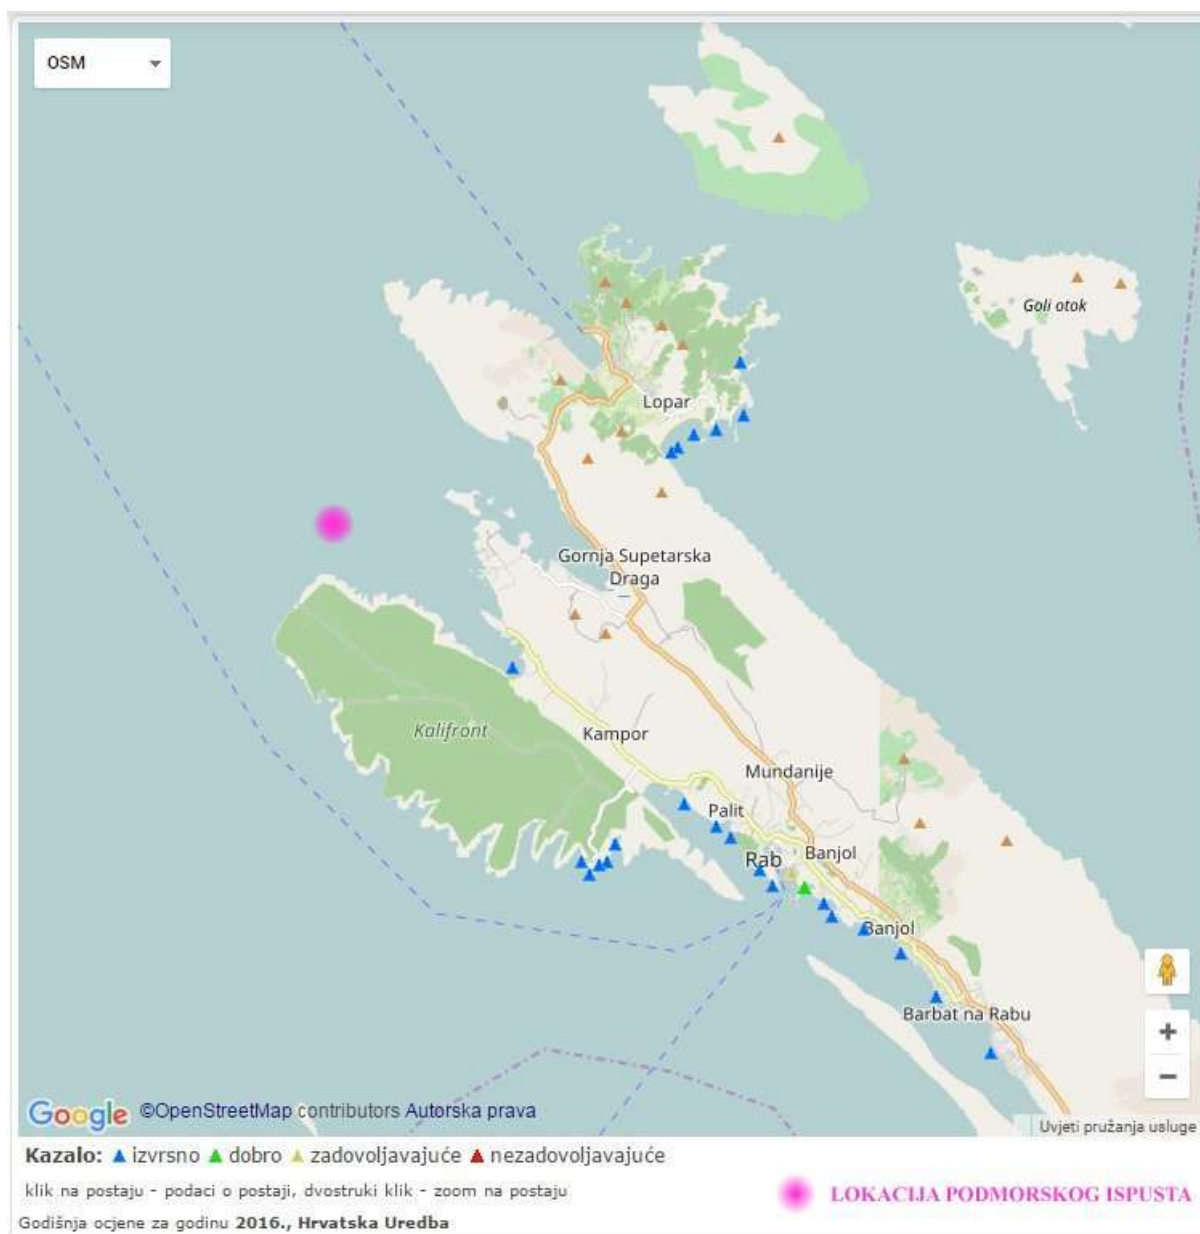 OSM
Goli otok
Lopar
Gornja Supetarska
Draga
Kalifront
Kampor
Mundanije
Palit
Rab
Banjol
Banjol
Barbat na Rabu
+
−
Google ©OpenStreetMap contributors Autorska prava
Uvjeti pružanja usluge
Kazalo: izvrsno dobro zadovoljavajuće nezadovoljavajuće
klik na postaju - podaci o postaji, dvostruki klik - zoom na postaju
LOKACIJA PODMORSKOG ISPUSTA
Godišnja ocjene za godinu 2016., Hrvatska Uredba